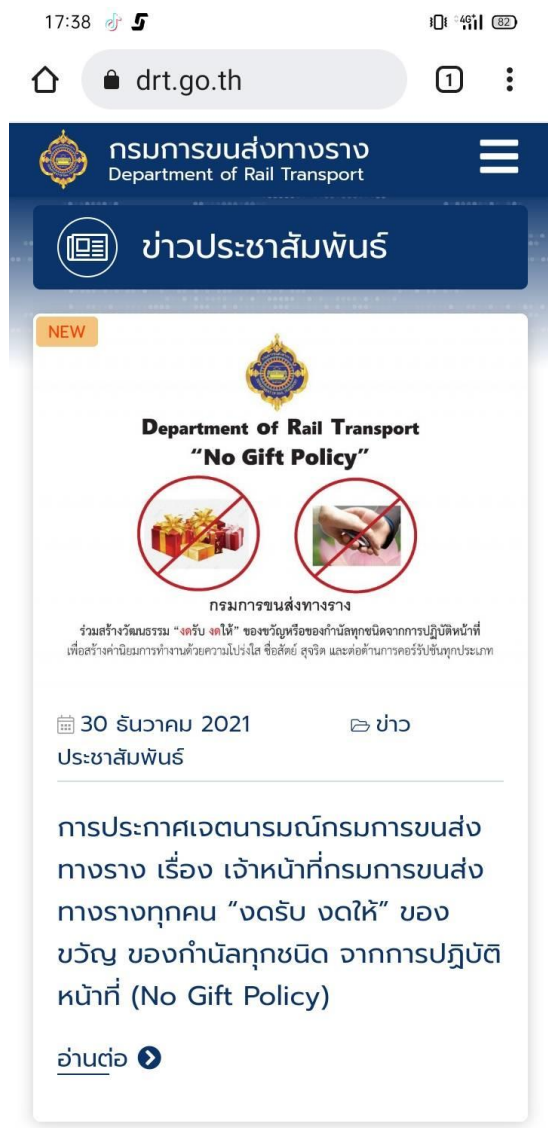 17:38
4G 82
drt.go.th 1
กรมการขนส่งทางราง
Department of Rail Transport
ข่าวประชาสัมพันธ์
NEW
Department of Rail Transport
“No Gift Policy”
กรมการขนส่งทางราง
ร่วมสร้างวัฒนธรรม “งดรับ งดให้” ของขวัญหรือของกำนัลทุกชนิดจากการปฏิบัติหน้าที่
เพื่อสร้างค่านิยมการทำงานด้วยความโปร่งใส ซื่อสัตย์ สุจริต และต่อต้านการคอร์รัปชันทุกประเภท
30 ธันวาคม 2021 ข่าว
ประชาสัมพันธ์
การประกาศเจตนารมณ์กรมการขนส่ง
ทางราง เรื่อง เจ้าหน้าที่กรมการขนส่ง
ทางรางทุกคน “งดรับ งดให้” ของ
ขวัญ ของกำนัลทุกชนิด จากการปฏิบัติ
หน้าที่ (No Gift Policy)
อ่านต่อ